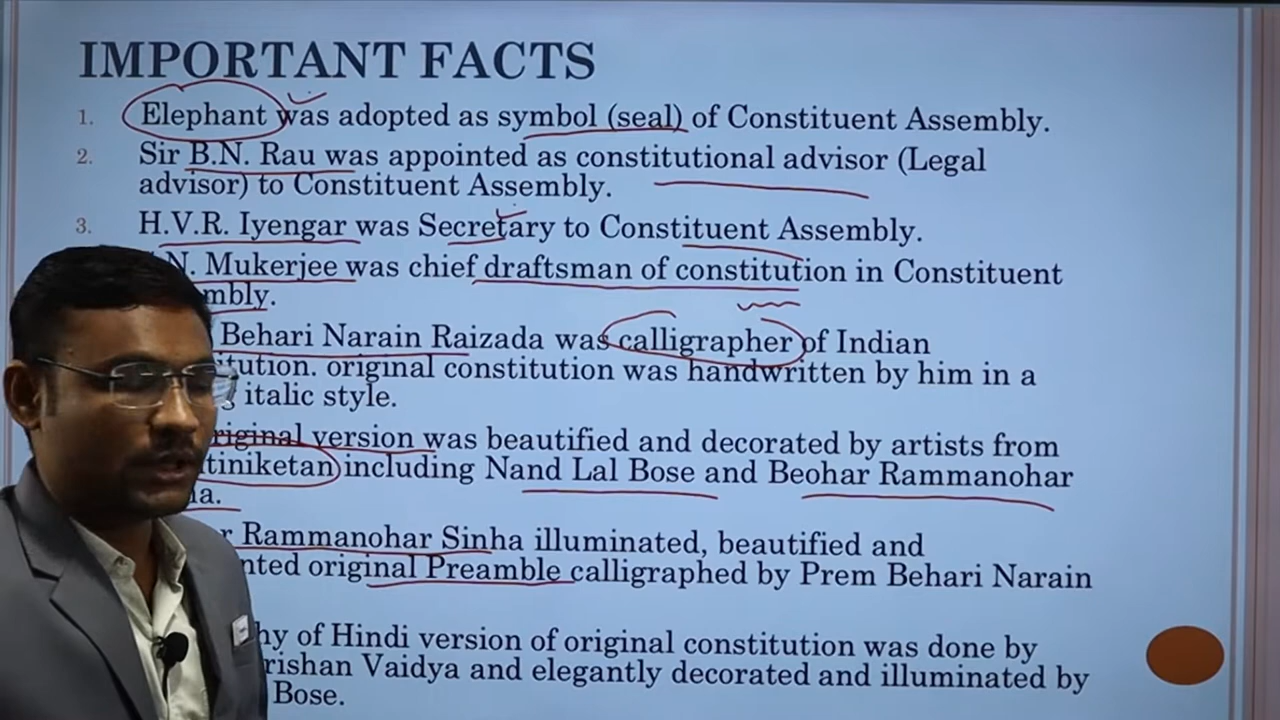 IMPORTANT FACTS
1. Elephant was adopted as symbol (seal) of Constituent Assembly.
2. Sir B.N. Rau was appointed as constitutional advisor (Legal
advisor) to Constituent Assembly.
3. H.V.R. Iyengar was Secretary to Constituent Assembly.
N. Mukerjee was chief draftsman of constitution in Constituent
mbly.
Behari Narain Raizada was calligrapher of Indian
tution. original constitution was handwritten by him in a
italic style.
riginal version was beautified and decorated by artists from
tiniketan including Nand Lal Bose and Beohar Rammanohar
ha.
r Rammanohar Sinha illuminated, beautified and
nted original Preamble calligraphed by Prem Behari Narain
hy of Hindi version of original constitution was done by
rishan Vaidya and elegantly decorated and illuminated by
Bose.